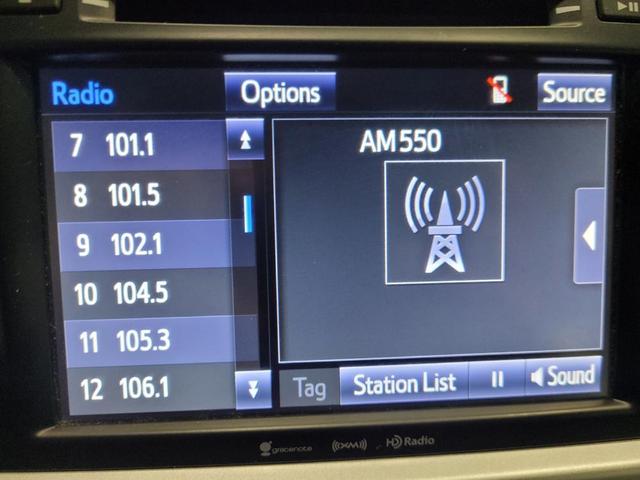 Radio
Options
Source
7 101.1
8 101.5
9 102.1
10 104.5
11 105.3
12 106.1
AM 550
Tag
Station List
Sound
gracenote
((XM))
HD Radio